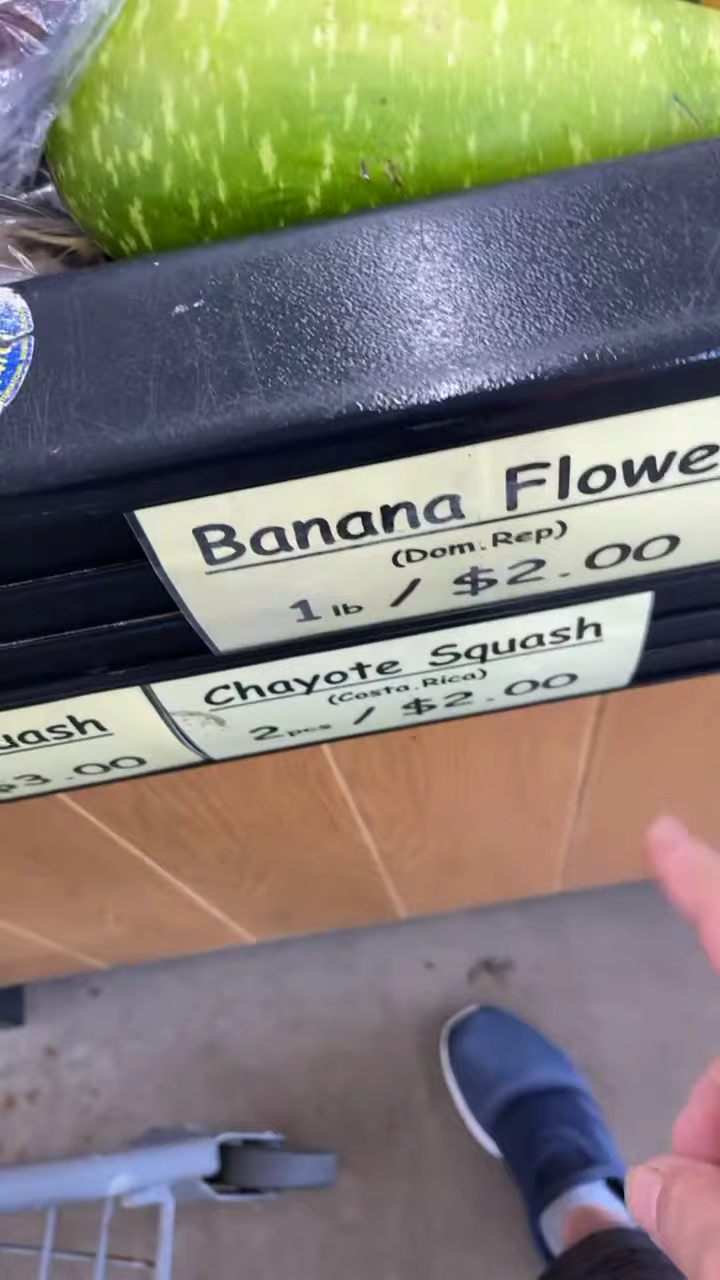 Banana Flowe
(Dom. Rep)
1 lb / $2.00
Chayote Squash
(Costa.Rica)
2 pcs / $2.00
uash
$3.00